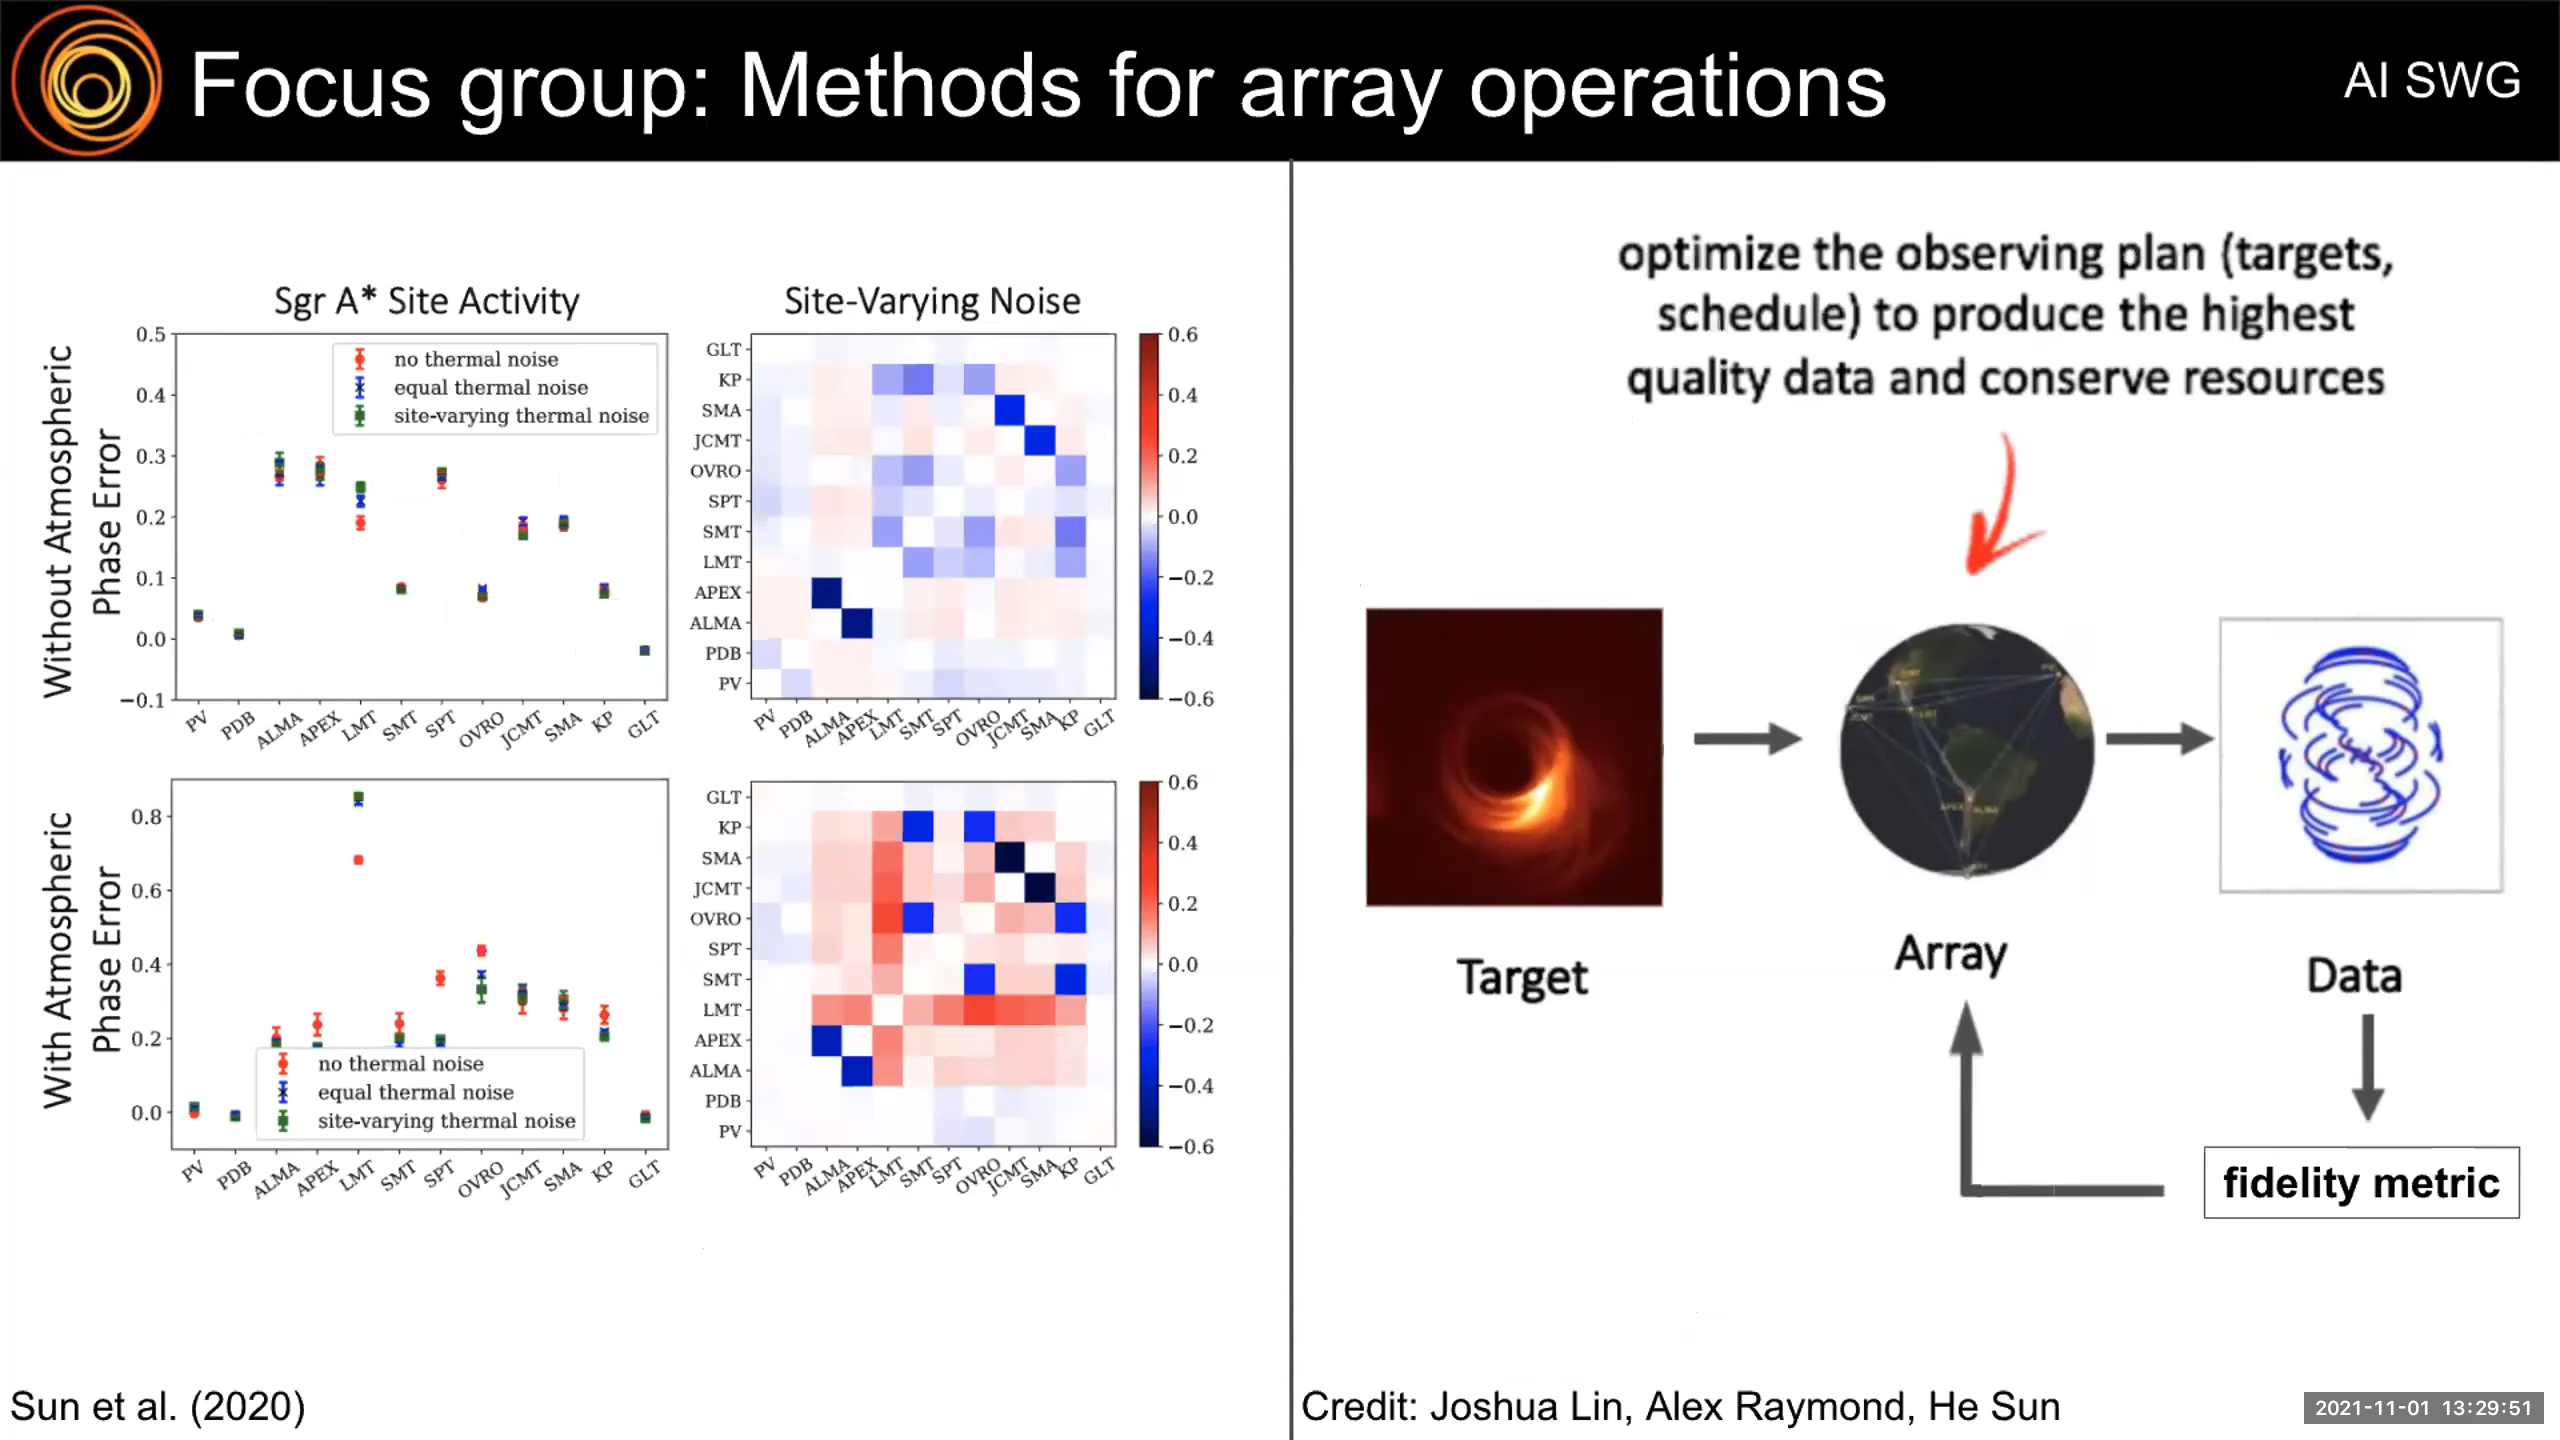 Focus group: Methods for array operations
AI SWG
Sgr A* Site Activity
Site-Varying Noise
Without Atmospheric
Phase Error
0.5
0.4
0.3
0.2
0.1
0.0
−0.1
no thermal noise
equal thermal noise
site-varying thermal noise
PV PDB ALMA APEX LMT SMT SPT OVRO JCMT SMA KP GLT
GLT
KP
SMA
JCMT
OVRO
SPT
SMT
LMT
APEX
ALMA
PDB
PV
PV PDB ALMA APEX LMT SMT SPT OVRO JCMT SMA KP GLT
0.6
0.4
0.2
0.0
−0.2
−0.4
−0.6
With Atmospheric
Phase Error
0.8
0.6
0.4
0.2
0.0
no thermal noise
equal thermal noise
site-varying thermal noise
PV PDB ALMA APEX LMT SMT SPT OVRO JCMT SMA KP GLT
GLT
KP
SMA
JCMT
OVRO
SPT
SMT
LMT
APEX
ALMA
PDB
PV
PV PDB ALMA APEX LMT SMT SPT OVRO JCMT SMA KP GLT
0.6
0.4
0.2
0.0
−0.2
−0.4
−0.6
Sun et al. (2020)
optimize the observing plan (targets,
schedule) to produce the highest
quality data and conserve resources
APEX ALMA
Target
Array
Data
fidelity metric
Credit: Joshua Lin, Alex Raymond, He Sun
2021-11-01 13:29:51